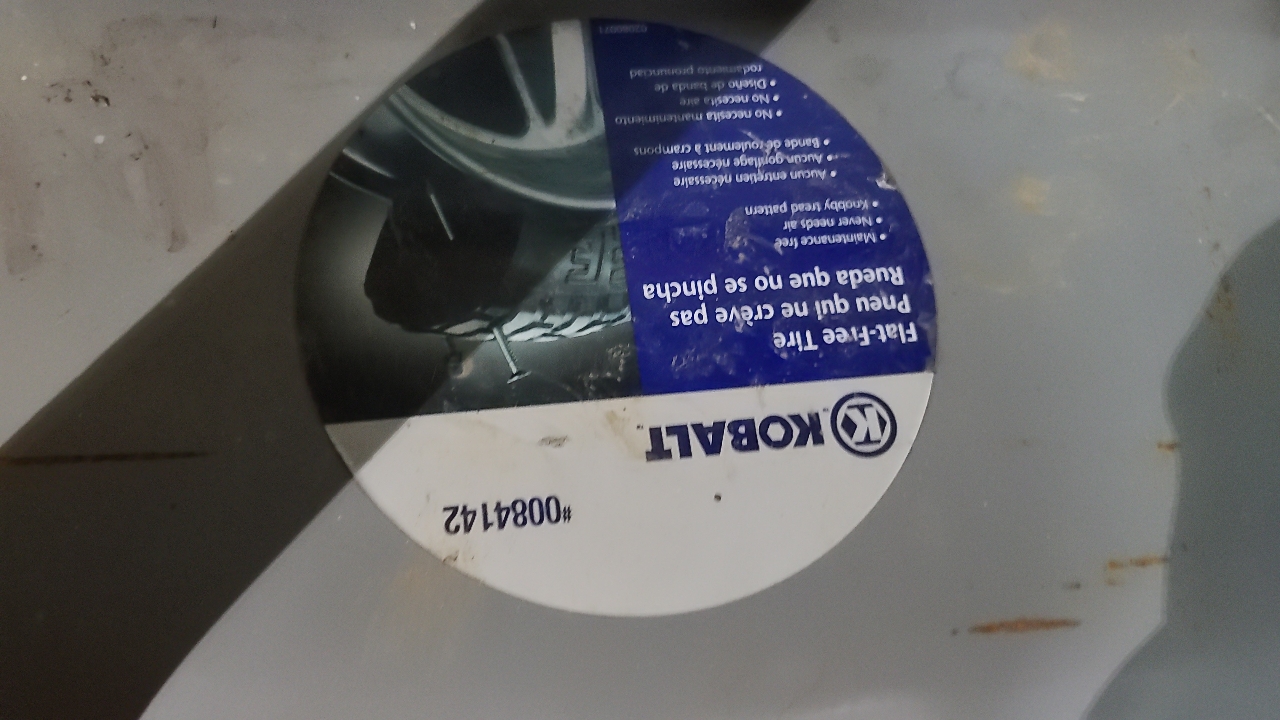 #0084142
KOBALT™
Flat-Free Tire
Pneu qui ne crève pas
Rueda que no se pincha
• Maintenance free
• Never needs air
• Knobby tread pattern
• Aucun entretien nécessaire
• Aucun gonflage nécessaire
• Bande de roulement à crampons
• No necesita mantenimiento
• No necesita aire
• Diseño de banda de
rodamiento pronunciad